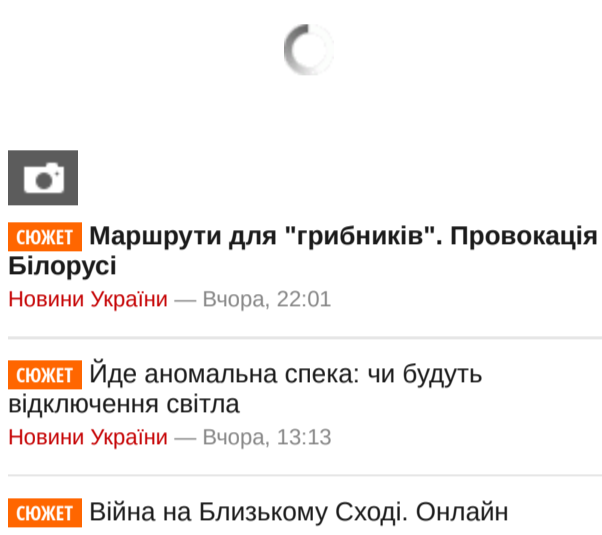 СЮЖЕТ Маршрути для "грибників". Провокація
Білорусі
Новини України — Вчора, 22:01
СЮЖЕТ Йде аномальна спека: чи будуть
відключення світла
Новини України — Вчора, 13:13
СЮЖЕТ Війна на Близькому Сході. Онлайн